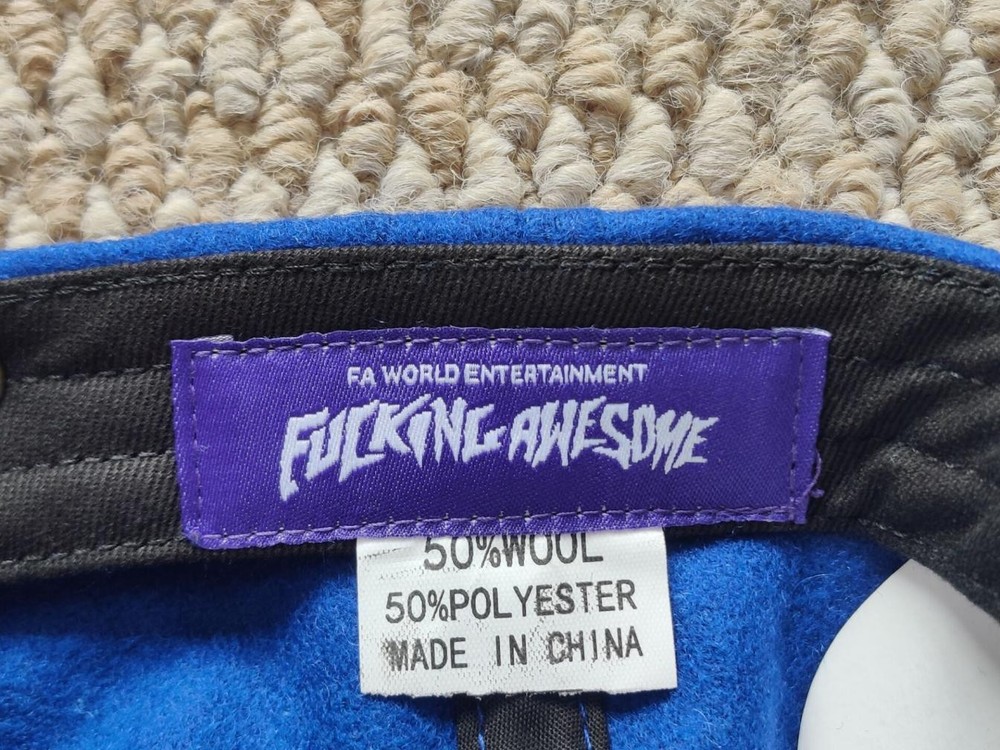 FA WORLD ENTERTAINMENT
FUCKING AWESOME
50%WOOL
50%POLYESTER
MADE IN CHINA